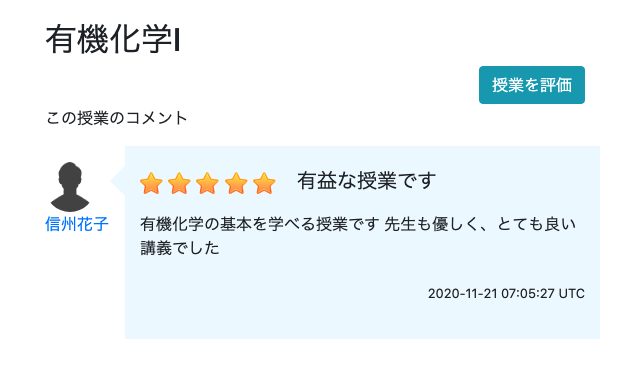 有機化学I
授業を評価
この授業のコメント
有益な授業です
信州花子
有機化学の基本を学べる授業です 先生も優しく、とても良い
講義でした
2020-11-21 07:05:27 UTC